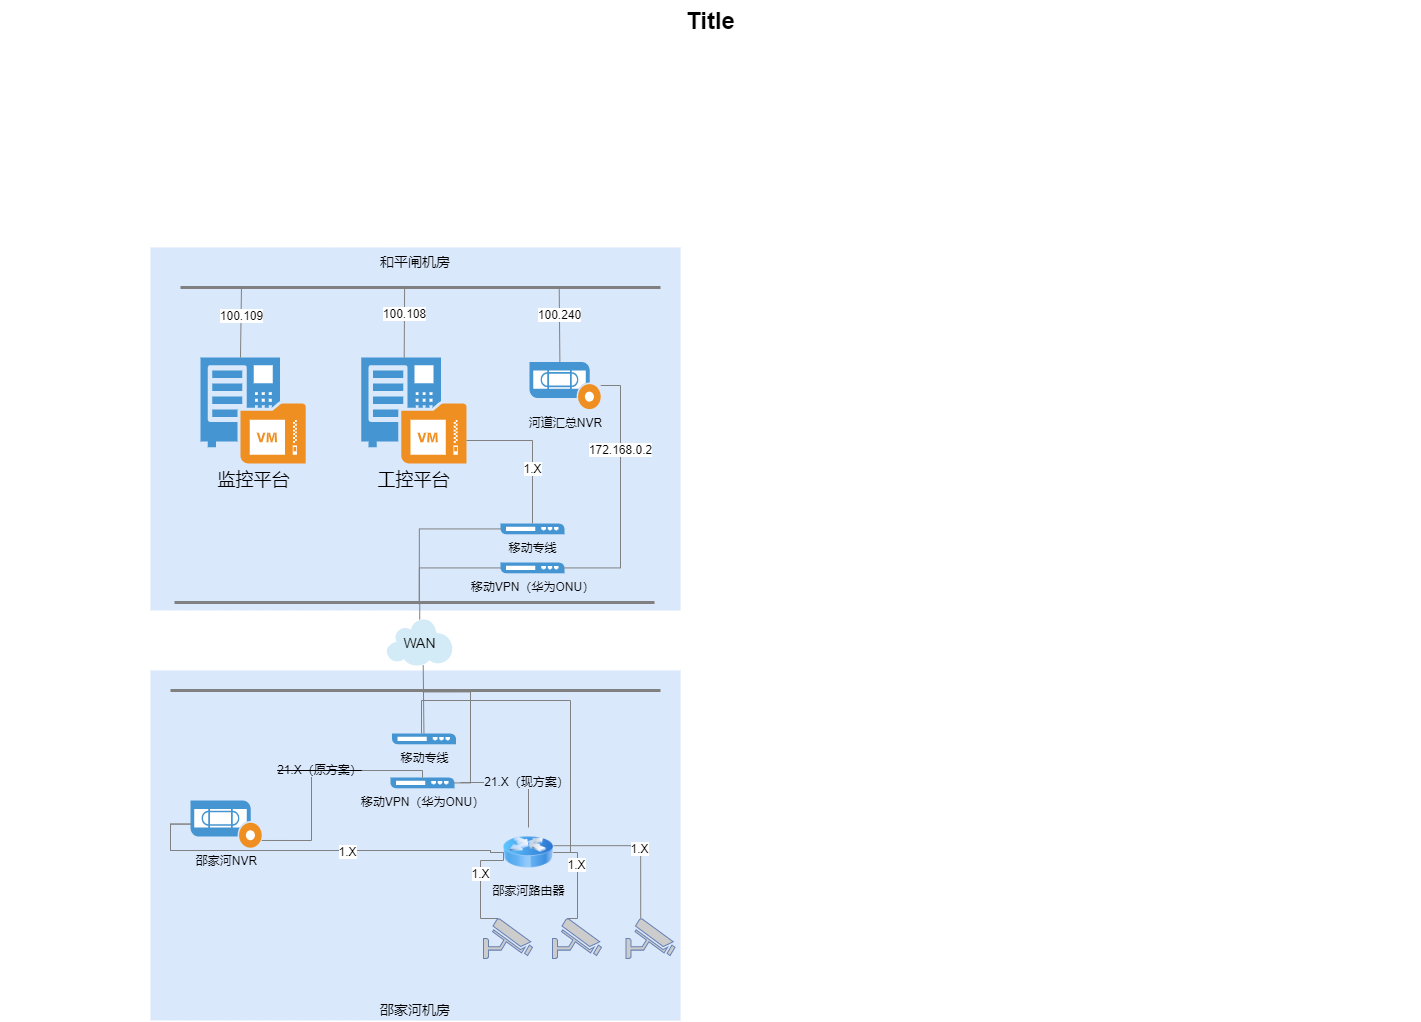 Title
和平闸机房
100.109
100.108
100.240
VM
VM
河道汇总NVR
172.168.0.2
1.X
监控平台
工控平台
移动专线
移动VPN（华为ONU）
WAN
移动专线
21.X（原方案）
21.X（现方案）
移动VPN（华为ONU）
邵家河NVR
1.X
1.X
1.X
1.X
邵家河路由器
邵家河机房